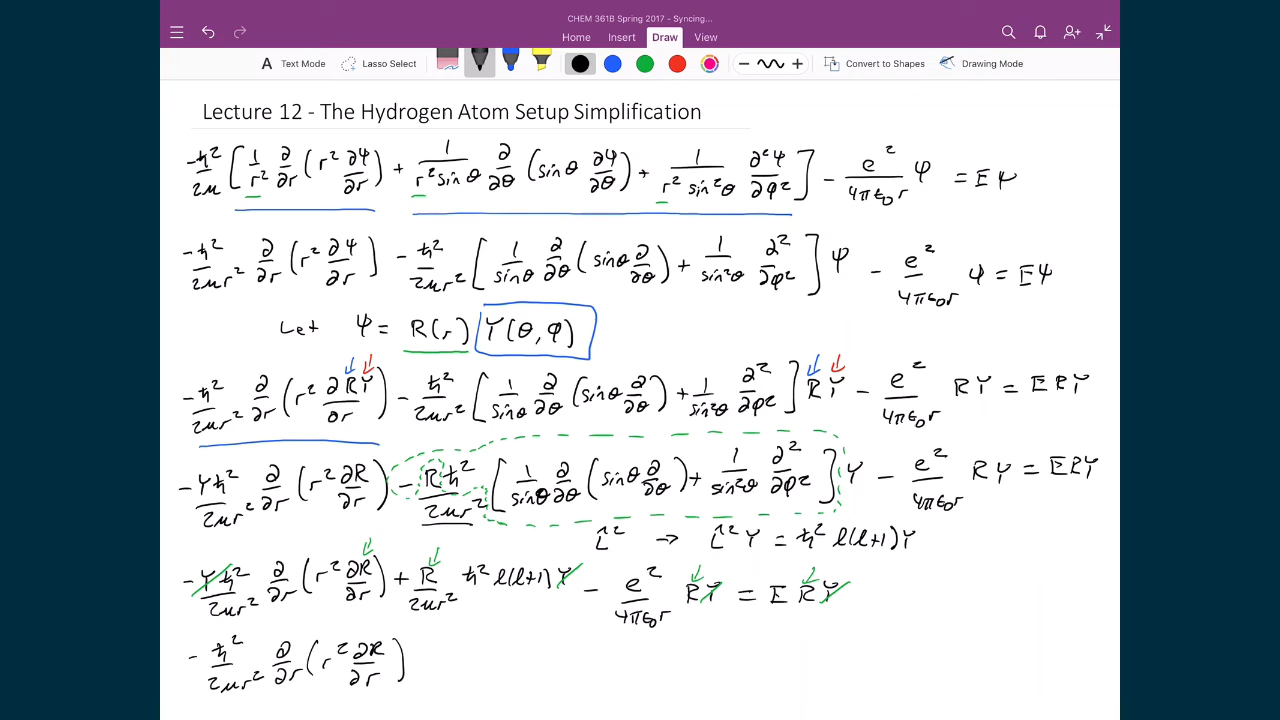 CHEM 361B Spring 2017 - Syncing...
Home Insert Draw View
A Text Mode Lasso Select Convert to Shapes Drawing Mode
Lecture 12 - The Hydrogen Atom Setup Simplification
-ħ²/2μ [ 1/r² ∂/∂r (r² ∂Ψ/∂r) + 1/(r² sinθ) ∂/∂θ (sinθ ∂Ψ/∂θ) + 1/(r² sin²θ) ∂²Ψ/∂φ² ] - e²/(4πε₀r) Ψ = EΨ
-ħ²/2μr² ∂/∂r (r² ∂Ψ/∂r) - ħ²/2μr² [ 1/sinθ ∂/∂θ (sinθ ∂/∂θ) + 1/sin²θ ∂²/∂φ² ] Ψ - e²/(4πε₀r) Ψ = EΨ
Let Ψ = R(r) Y(θ,φ)
-ħ²/2μr² ∂/∂r (r² ∂RY/∂r) - ħ²/2μr² [ 1/sinθ ∂/∂θ (sinθ ∂/∂θ) + 1/sin²θ ∂²/∂φ² ] RY - e²/(4πε₀r) RY = ERY
-Yħ²/2μr² ∂/∂r (r² ∂R/∂r) - Rħ²/2μr² [ 1/sinθ ∂/∂θ (sinθ ∂/∂θ) + 1/sin²θ ∂²/∂φ² ] Y - e²/(4πε₀r) RY = ERY
L̂² → L̂²Y = ħ² l(l+1)Y
-Yħ²/2μr² ∂/∂r (r² ∂R/∂r) + R/2μr² ħ² l(l+1)Y - e²/(4πε₀r) RY = ERY
-ħ²/2μr² ∂/∂r (r² ∂R/∂r)